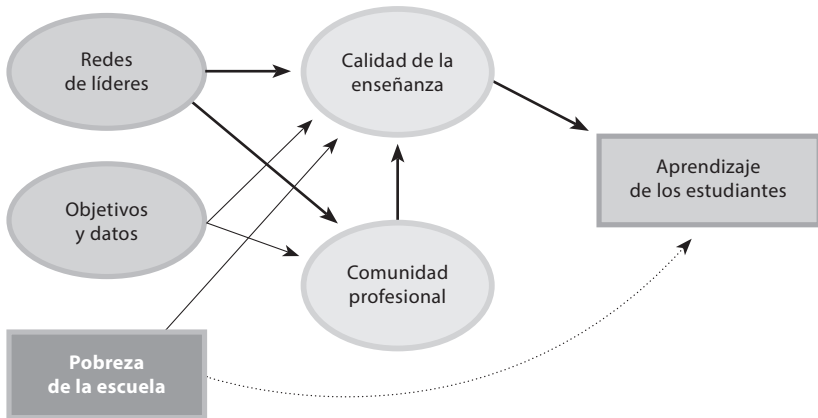 Redes
de líderes
Calidad de la
enseñanza
Aprendizaje
de los estudiantes
Objetivos
y datos
Comunidad
profesional
Pobreza
de la escuela